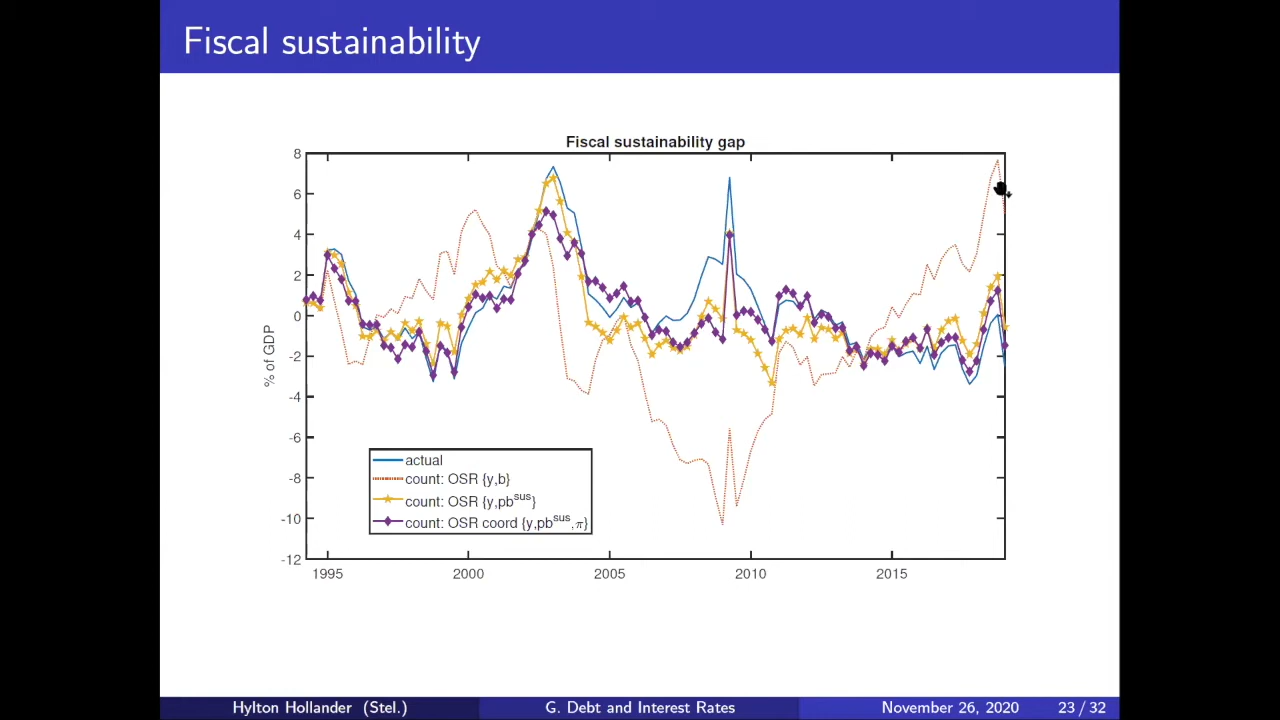 Fiscal sustainability
Fiscal sustainability gap
8
6
4
2
0
-2
-4
-6
-8
-10
-12
% of GDP
actual
count: OSR {y,b}
count: OSR {y,pb^sus}
count: OSR coord {y,pb^sus,π}
1995 2000 2005 2010 2015
Hylton Hollander (Stel.) G. Debt and Interest Rates November 26, 2020 23 / 32